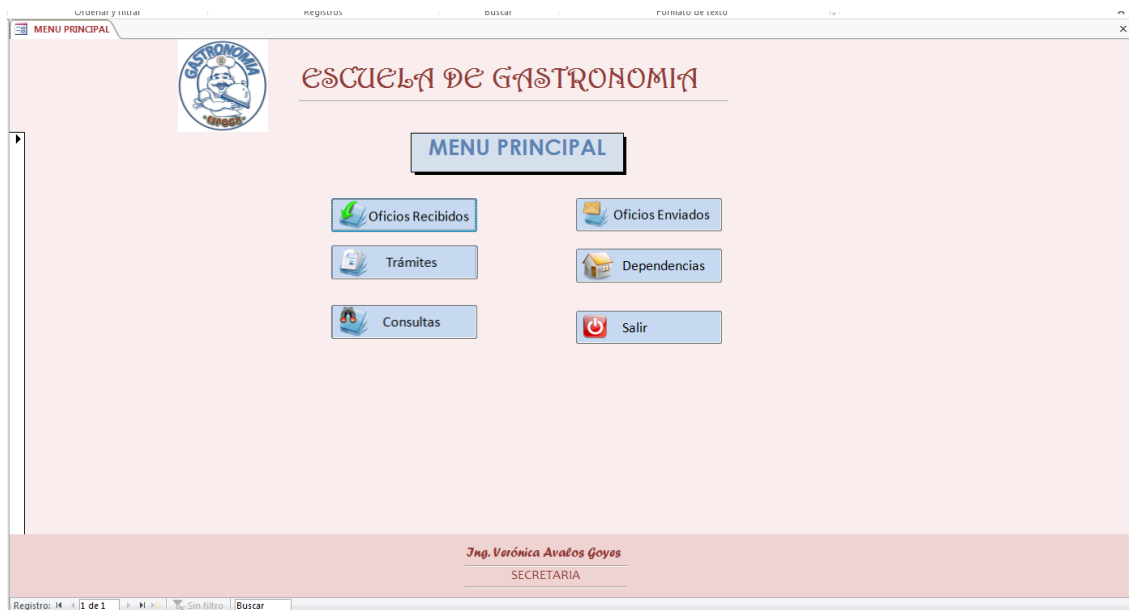 Ordenar y filtrar Registros Buscar Formato de texto
MENU PRINCIPAL
GASTRONOMIA
ESPOCH
ESCUELA DE GASTRONOMIA
MENU PRINCIPAL
Oficios Recibidos Oficios Enviados
Trámites Dependencias
Consultas Salir
Ing. Verónica Avalos Goyes
SECRETARIA
Registro: 1 de 1 Sin filtro Buscar